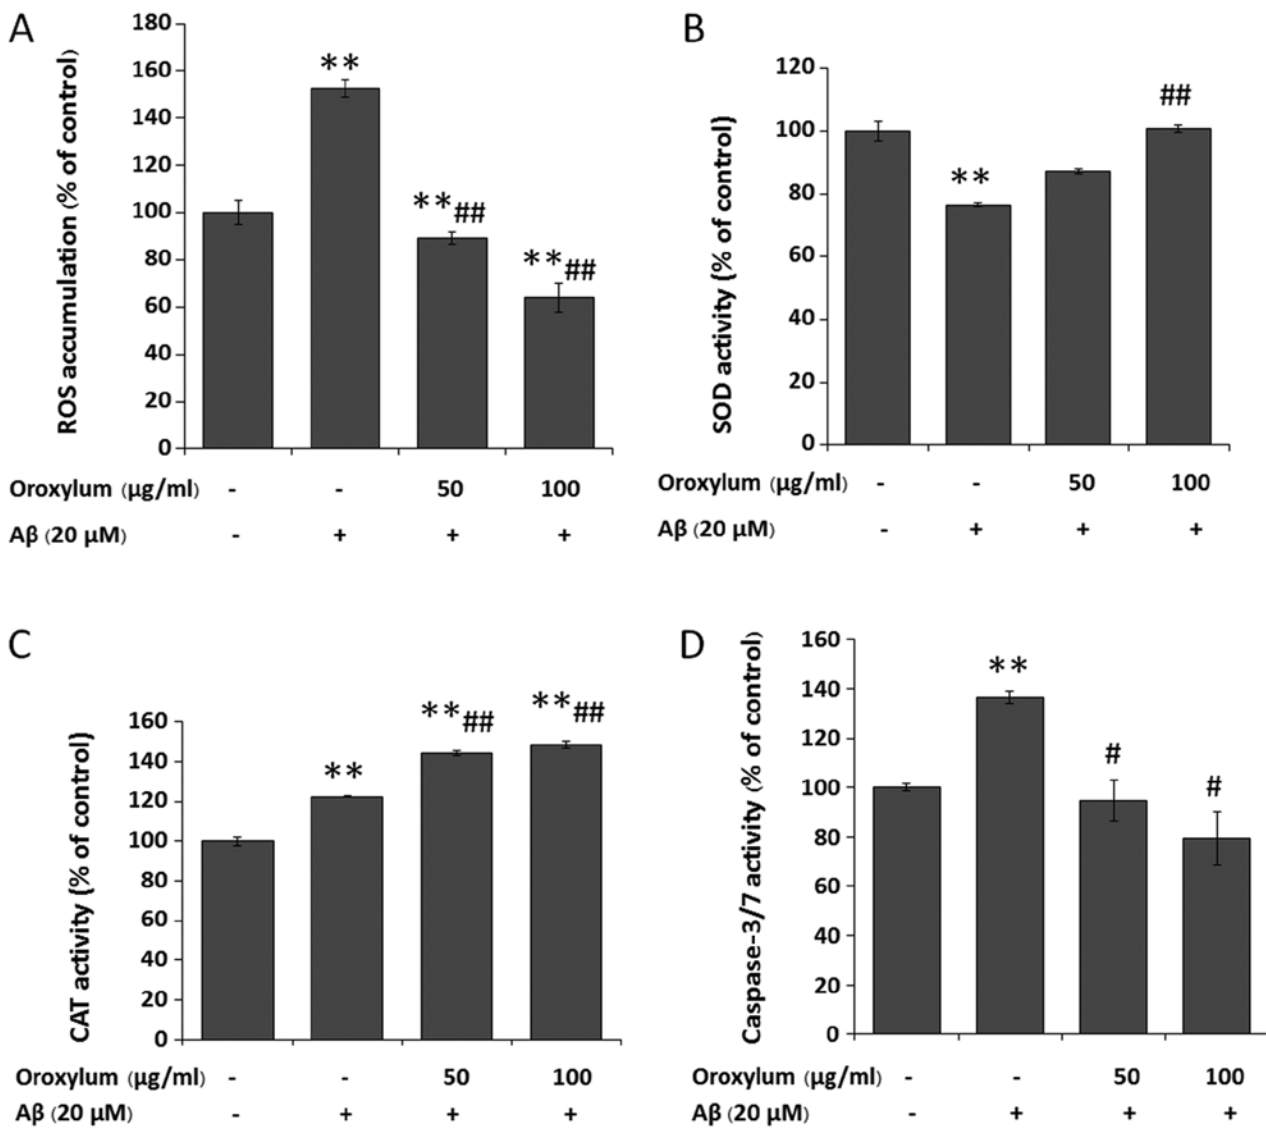 A
ROS accumulation (% of control)
180
160
140
120
100
80
60
40
20
0
**
**##
**##
Oroxylum (µg/ml) - - 50 100
Aβ (20 µM) - + + +
B
SOD activity (% of control)
120
100
80
60
40
20
0
**
##
Oroxylum (µg/ml) - - 50 100
Aβ (20 µM) - + + +
C
CAT activity (% of control)
160
140
120
100
80
60
40
20
0
**
**##
**##
Oroxylum (µg/ml) - - 50 100
Aβ (20 µM) - + + +
D
Caspase-3/7 activity (% of control)
160
140
120
100
80
60
40
20
0
**
#
#
Oroxylum (µg/ml) - - 50 100
Aβ (20 µM) - + + +